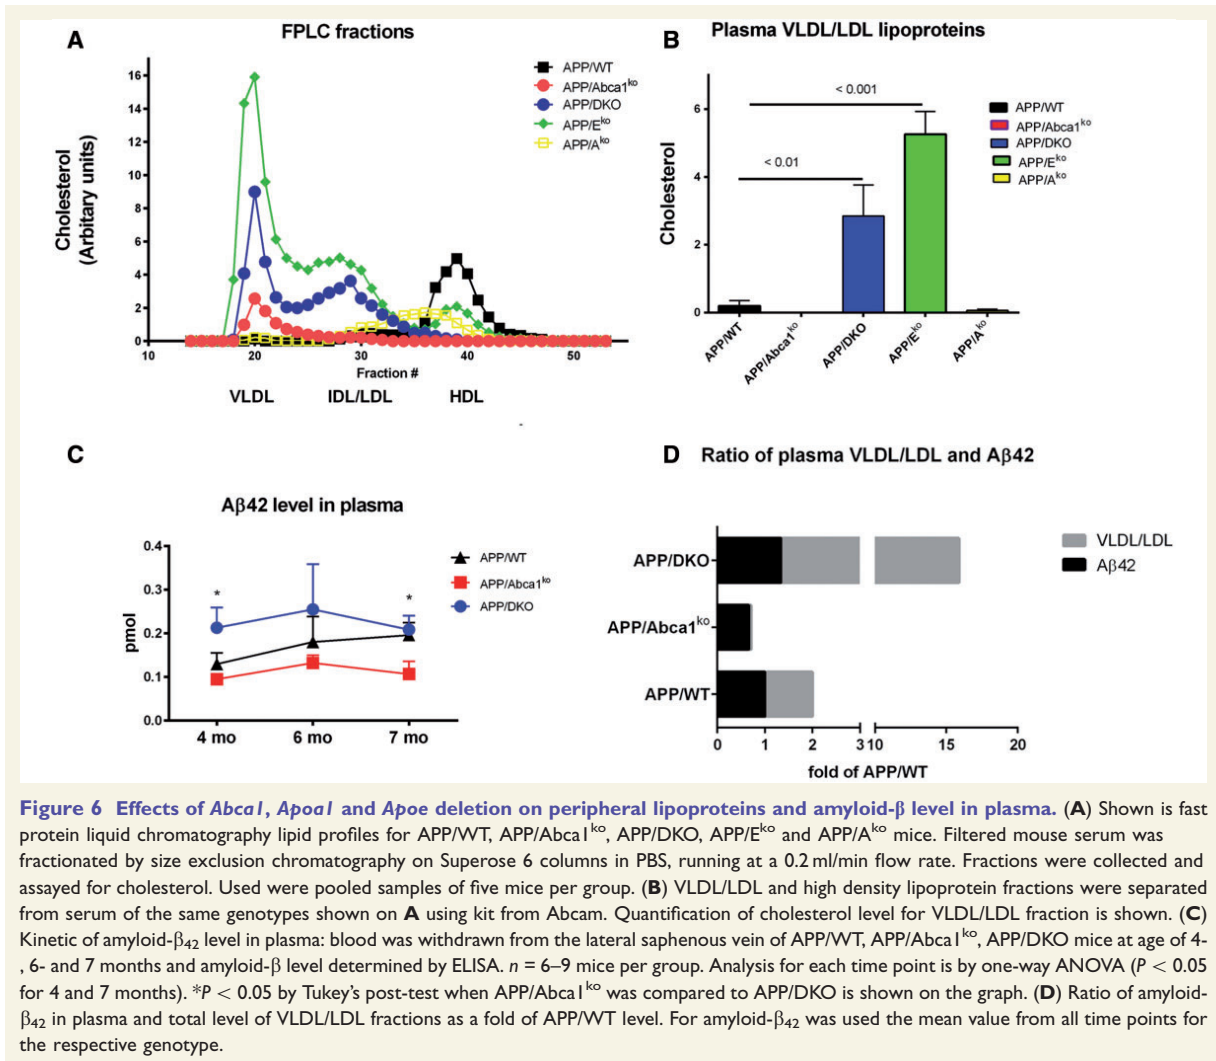 A
FPLC fractions
Cholesterol
(Arbitary units)
16
14
12
10
8
6
4
2
0
10
20
30
40
50
Fraction #
VLDL
IDL/LDL
HDL
APP/WT
APP/Abca1ko
APP/DKO
APP/Eko
APP/Ako
B
Plasma VLDL/LDL lipoproteins
Cholesterol
6
4
2
0
< 0.001
< 0.01
APP/WT
APP/Abca1ko
APP/DKO
APP/Eko
APP/Ako
APP/WT
APP/Abca1ko
APP/DKO
APP/Eko
APP/Ako
C
Aβ42 level in plasma
pmol
0.4
0.3
0.2
0.1
0.0
*
*
4 mo
6 mo
7 mo
APP/WT
APP/Abca1ko
APP/DKO
D
Ratio of plasma VLDL/LDL and Aβ42
APP/DKO
APP/Abca1ko
APP/WT
0
1
2
3
10
15
20
fold of APP/WT
VLDL/LDL
Aβ42
Figure 6 Effects of Abca1, Apoa1 and Apoe deletion on peripheral lipoproteins and amyloid-β level in plasma. (A) Shown is fast
protein liquid chromatography lipid profiles for APP/WT, APP/Abca1ko, APP/DKO, APP/Eko and APP/Ako mice. Filtered mouse serum was
fractionated by size exclusion chromatography on Superose 6 columns in PBS, running at a 0.2 ml/min flow rate. Fractions were collected and
assayed for cholesterol. Used were pooled samples of five mice per group. (B) VLDL/LDL and high density lipoprotein fractions were separated
from serum of the same genotypes shown on A using kit from Abcam. Quantification of cholesterol level for VLDL/LDL fraction is shown. (C)
Kinetic of amyloid-β42 level in plasma: blood was withdrawn from the lateral saphenous vein of APP/WT, APP/Abca1ko, APP/DKO mice at age of 4-
, 6- and 7 months and amyloid-β level determined by ELISA. n = 6–9 mice per group. Analysis for each time point is by one-way ANOVA (P < 0.05
for 4 and 7 months). *P < 0.05 by Tukey's post-test when APP/Abca1ko was compared to APP/DKO is shown on the graph. (D) Ratio of amyloid-
β42 in plasma and total level of VLDL/LDL fractions as a fold of APP/WT level. For amyloid-β42 was used the mean value from all time points for
the respective genotype.